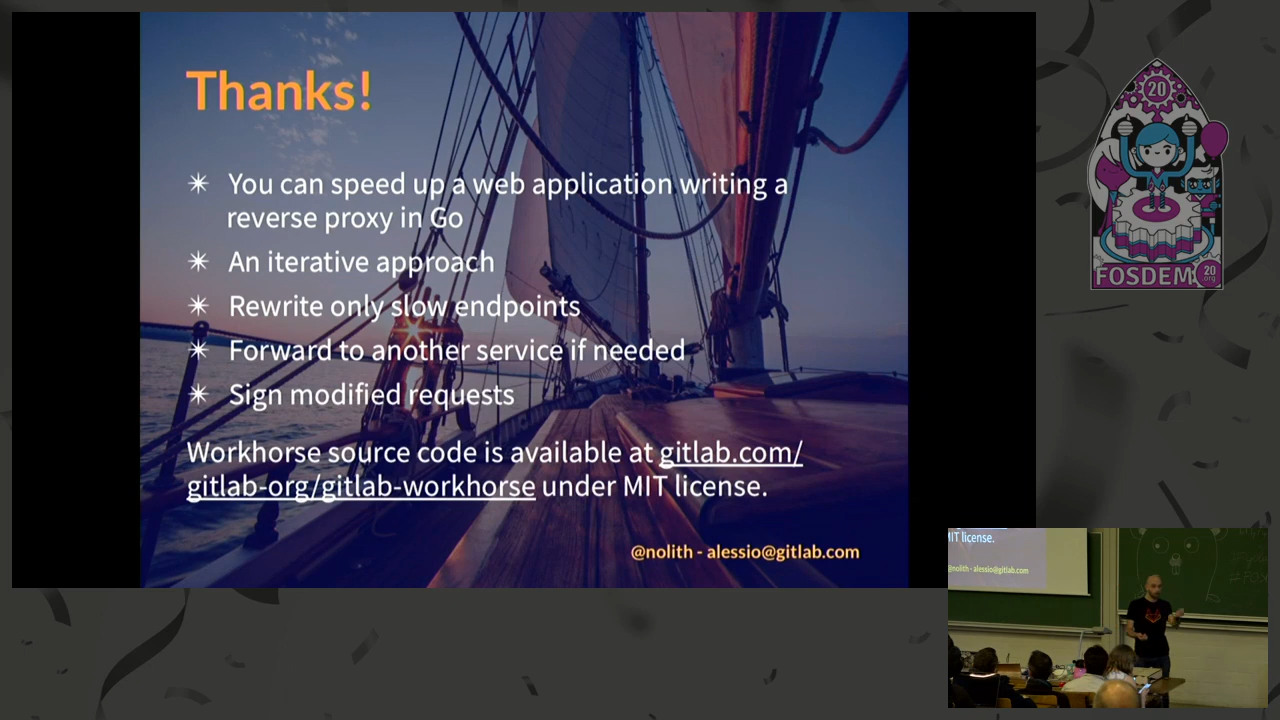 Thanks!
You can speed up a web application writing a
reverse proxy in Go
An iterative approach
Rewrite only slow endpoints
Forward to another service if needed
Sign modified requests
Workhorse source code is available at gitlab.com/
gitlab-org/gitlab-workhorse under MIT license.
@nolith - alessio@gitlab.com
20
FOSDEM
20
org
MIT license.
@nolith - alessio@gitlab.com